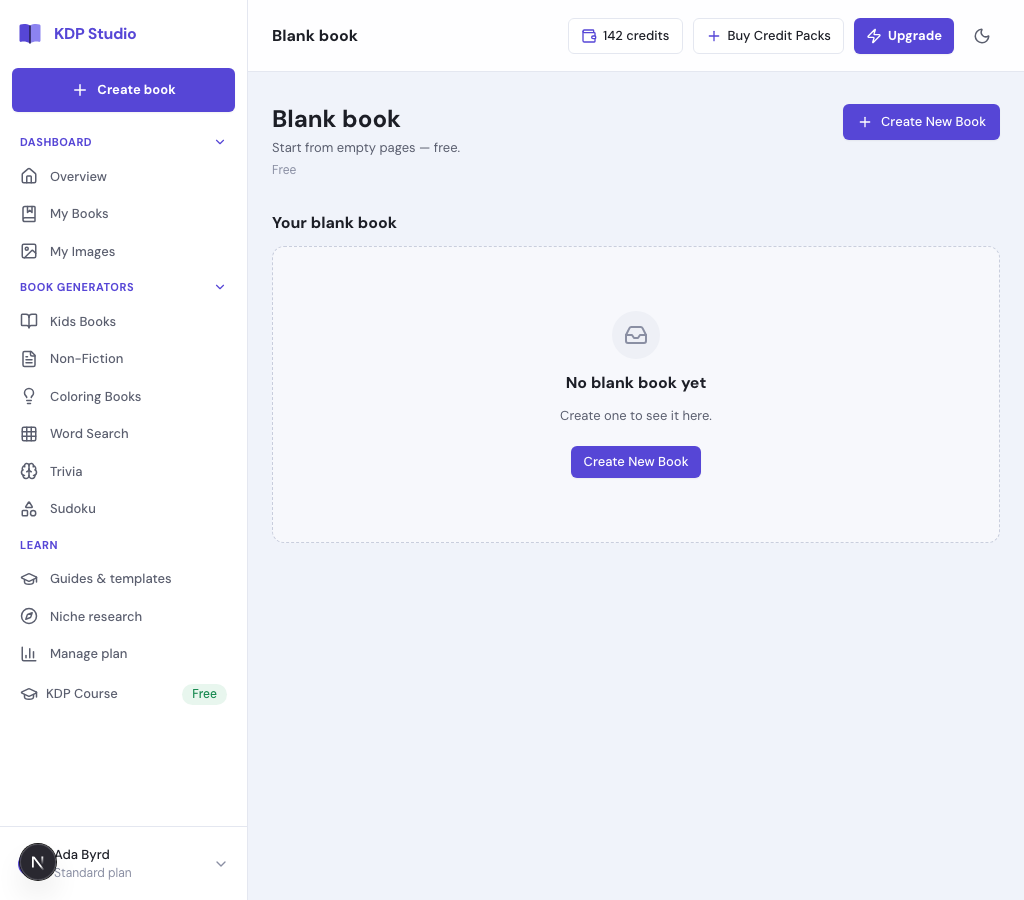 KDP Studio
Create book
DASHBOARD
Overview
My Books
My Images
BOOK GENERATORS
Kids Books
Non-Fiction
Coloring Books
Word Search
Trivia
Sudoku
LEARN
Guides & templates
Niche research
Manage plan
KDP Course
Free
N
Ada Byrd
Standard plan
Blank book
142 credits
Buy Credit Packs
Upgrade
Blank book
Start from empty pages — free.
Free
Create New Book
Your blank book
No blank book yet
Create one to see it here.
Create New Book